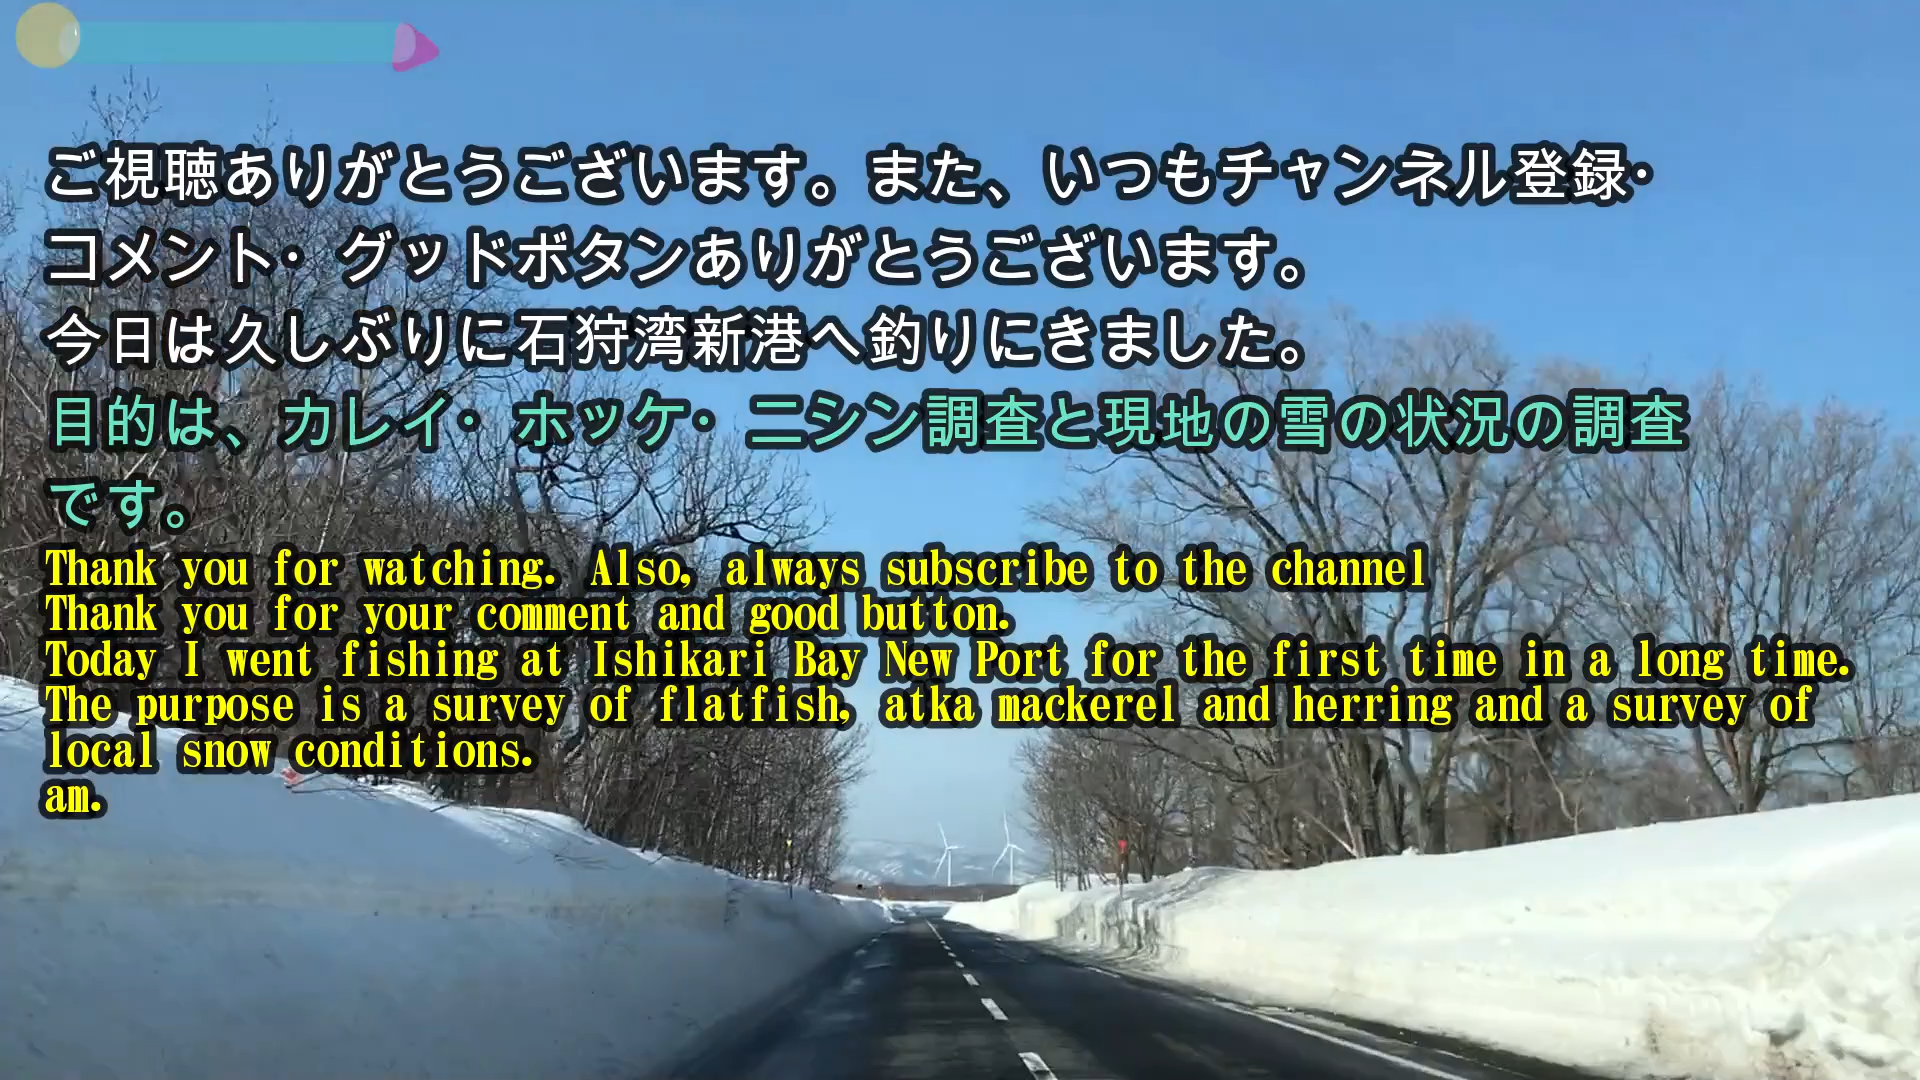 ご視聴ありがとうございます。また、いつもチャンネル登録・
コメント・グッドボタンありがとうございます。
今日は久しぶりに石狩湾新港へ釣りにきました。
目的は、カレイ・ホッケ・ニシン調査と現地の雪の状況の調査
です。
Thank you for watching. Also, always subscribe to the channel
Thank you for your comment and good button.
Today I went fishing at Ishikari Bay New Port for the first time in a long time.
The purpose is a survey of flatfish, atka mackerel and herring and a survey of
local snow conditions.
am.